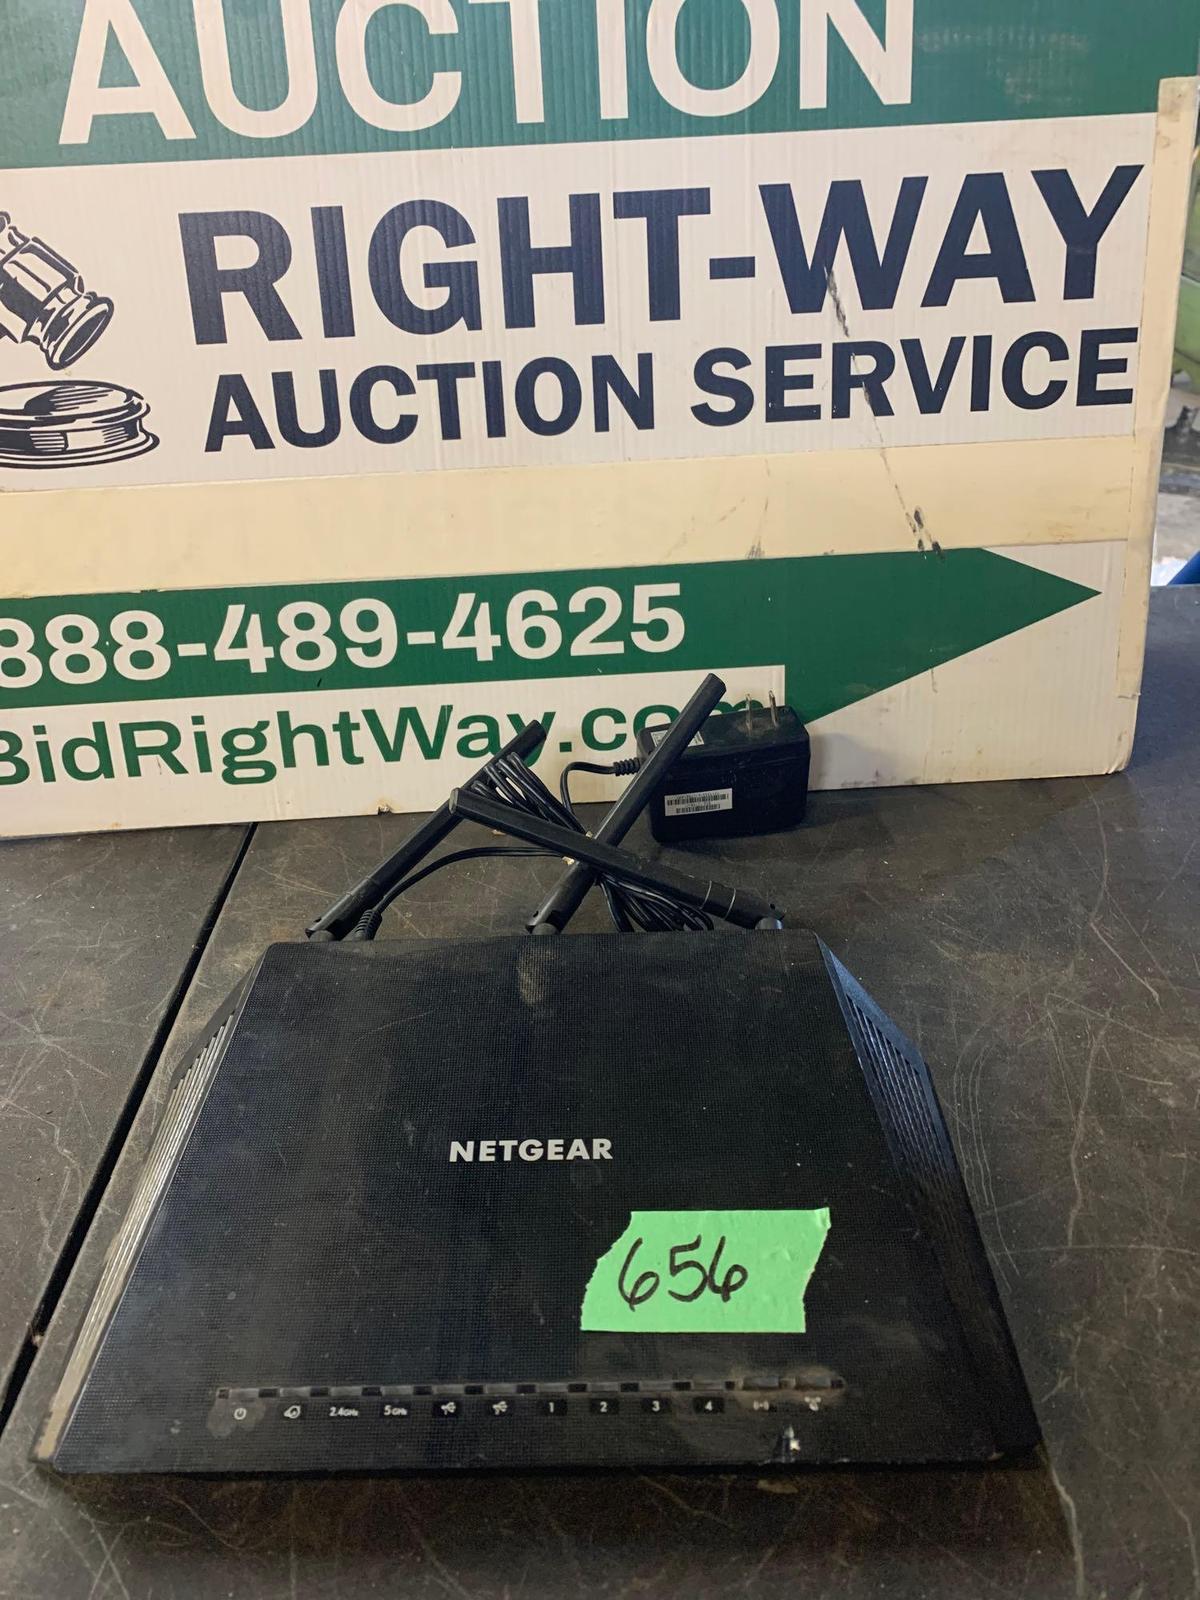 AUCTION
RIGHT-WAY
AUCTION SERVICE
888-489-4625
BidRightWay.com
NETGEAR
656
2.4GHz 5GHz 1 2 3 4